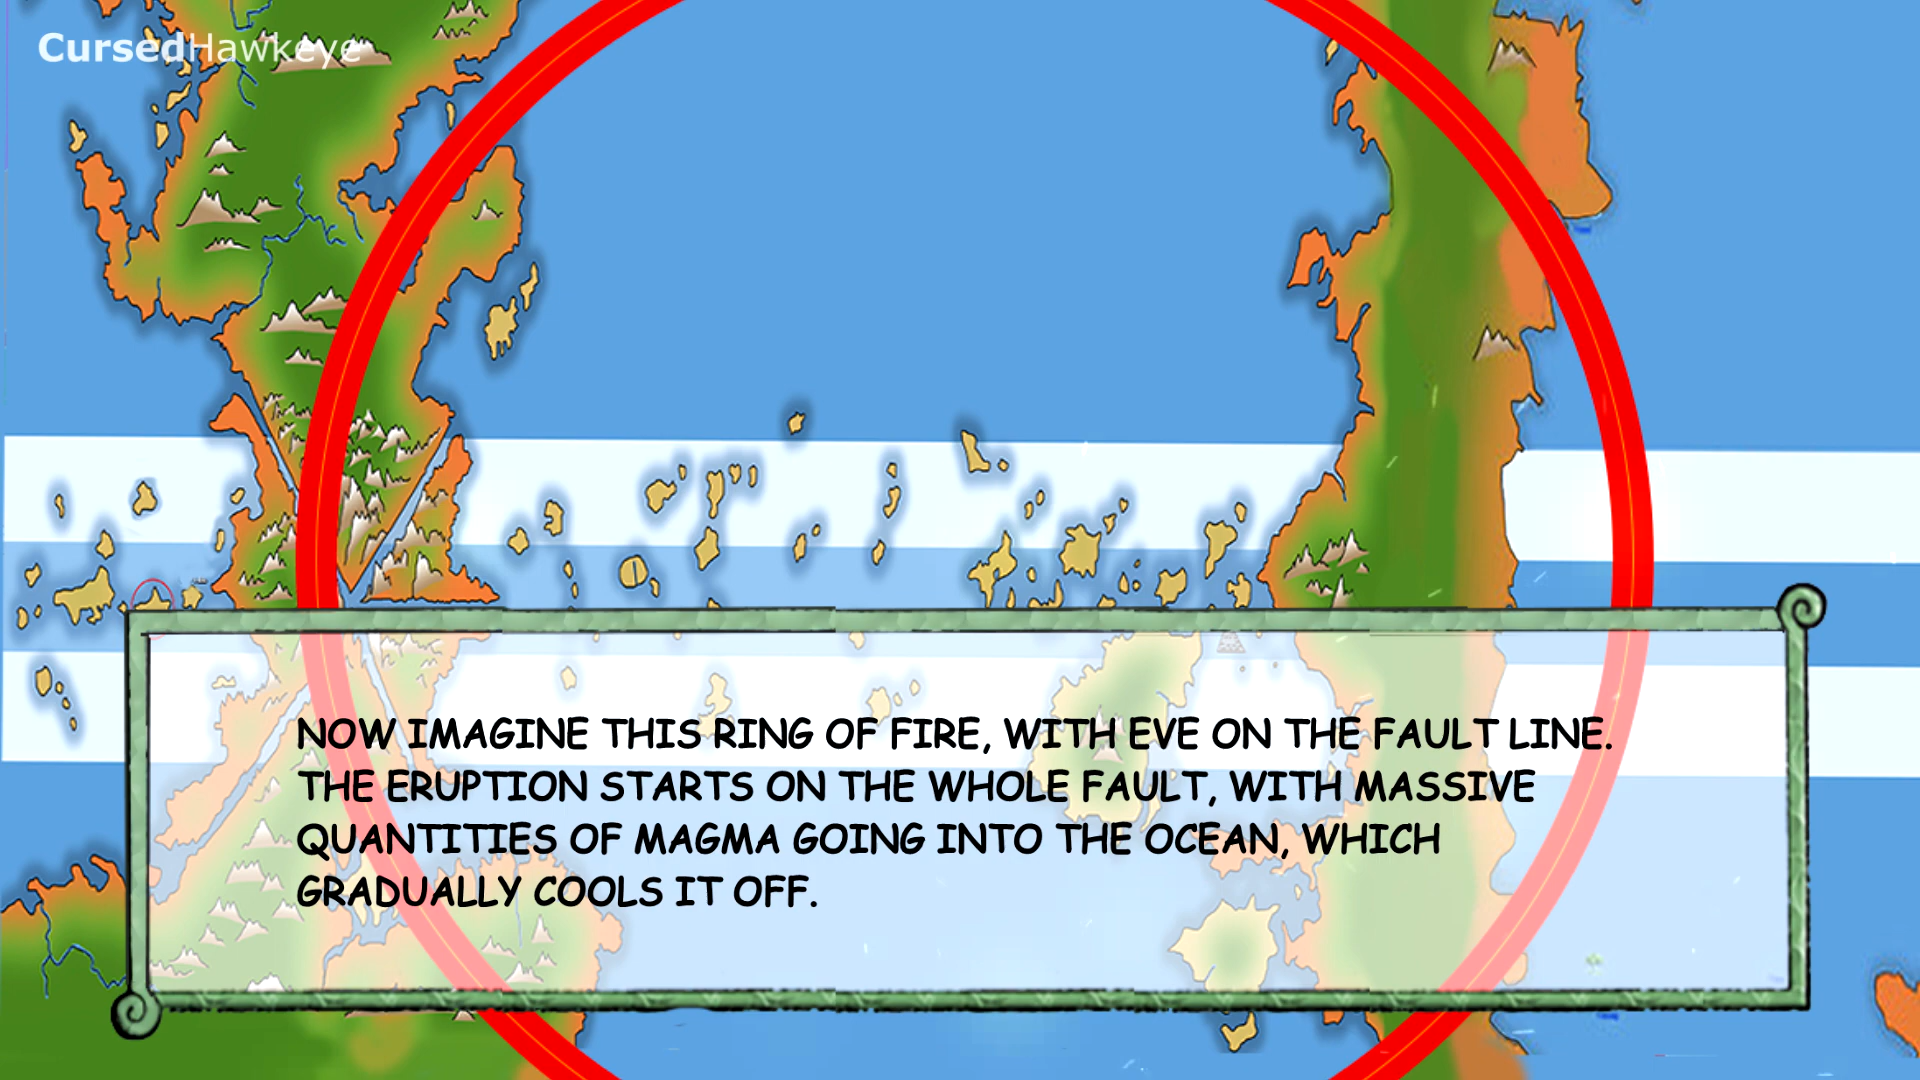 CursedHawkeye
NOW IMAGINE THIS RING OF FIRE, WITH EVE ON THE FAULT LINE.
THE ERUPTION STARTS ON THE WHOLE FAULT, WITH MASSIVE
QUANTITIES OF MAGMA GOING INTO THE OCEAN, WHICH
GRADUALLY COOLS IT OFF.